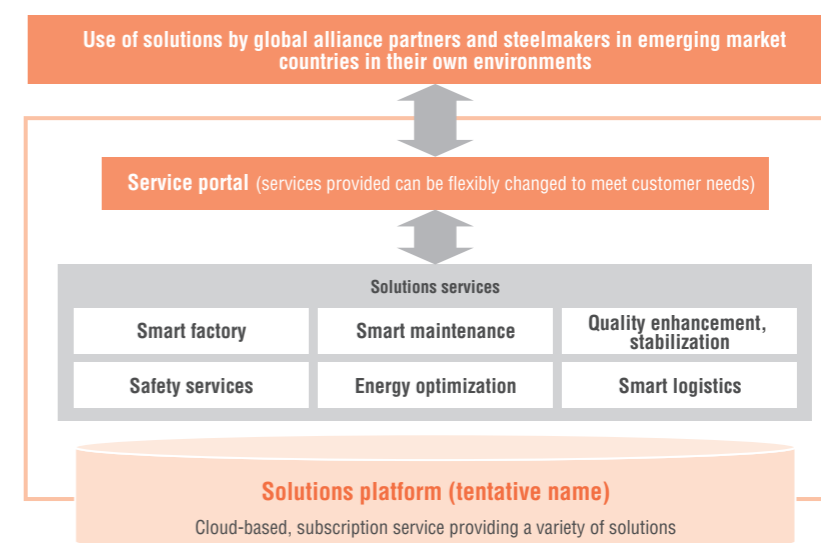 Use of solutions by global alliance partners and steelmakers in emerging market
countries in their own environments
Service portal (services provided can be flexibly changed to meet customer needs)
Solutions services
Smart factory
Smart maintenance
Quality enhancement,
stabilization
Safety services
Energy optimization
Smart logistics
Solutions platform (tentative name)
Cloud-based, subscription service providing a variety of solutions